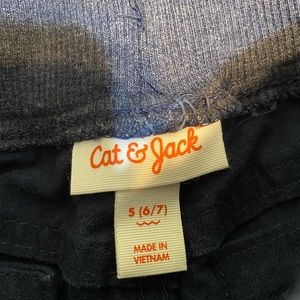 Cat & Jack
S (6/7)
MADE IN
VIETNAM